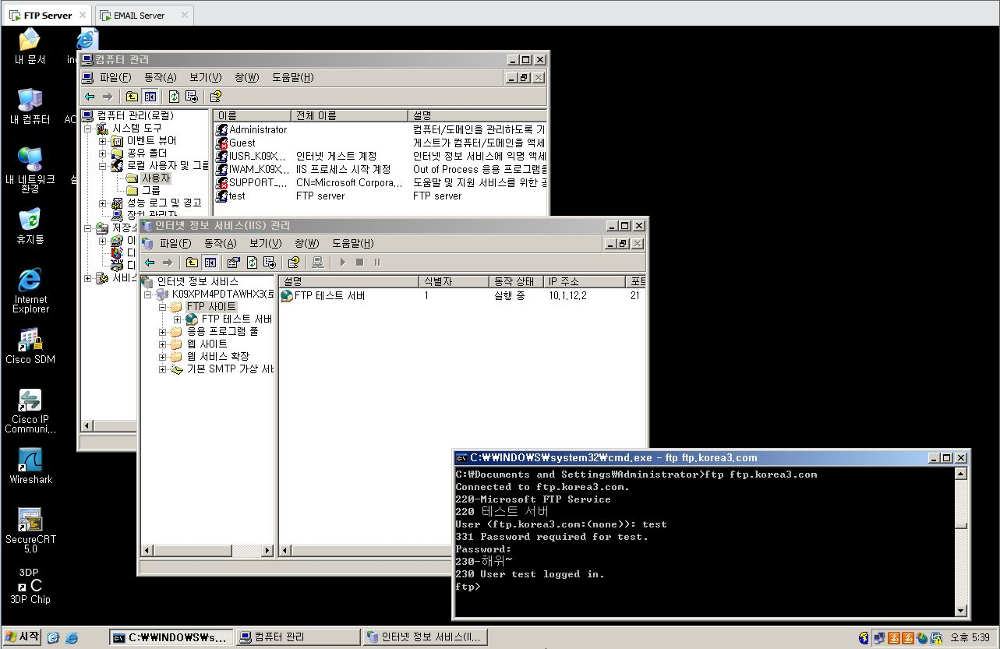 FTP Server
EMAIL Server
내 문서
내 컴퓨터
내 네트워크
환경
휴지통
Internet
Explorer
Cisco SDM
Cisco IP
Communi...
Wireshark
SecureCRT
5.0
3DP
C
3DP Chip
컴퓨터 관리
파일(F) 동작(A) 보기(V) 창(W) 도움말(H)
컴퓨터 관리(로컬)
시스템 도구
이벤트 뷰어
공유 폴더
로컬 사용자 및 그룹
사용자
그룹
성능 로그 및 경고
장치 관리자
이름 전체 이름 설명
Administrator 컴퓨터/도메인을 관리하도록 기
Guest 게스트가 컴퓨터/도메인을 액세
IUSR_K09X... 인터넷 게스트 계정 인터넷 정보 서비스에 익명 액세
IWAM_K09X... IIS 프로세스 시작 계정 Out of Process 응용 프로그램을
SUPPORT_... CN=Microsoft Corpora... 도움말 및 지원 서비스를 위한 공
test FTP server FTP server
인터넷 정보 서비스(IIS) 관리
파일(F) 동작(A) 보기(V) 창(W) 도움말(H)
인터넷 정보 서비스
K09XPM4PDTAWHX3(로
FTP 사이트
FTP 테스트 서버
응용 프로그램 풀
웹 사이트
웹 서비스 확장
기본 SMTP 가상 서버
설명 식별자 동작 상태 IP 주소 포트
FTP 테스트 서버 1 실행 중 10.1.12.2 21
C:\WINDOWS\system32\cmd.exe - ftp ftp.korea3.com
C:\Documents and Settings\Administrator>ftp ftp.korea3.com
Connected to ftp.korea3.com.
220-Microsoft FTP Service
220 테스트 서버
User (ftp.korea3.com:(none)): test
331 Password required for test.
Password:
230-해위~
230 User test logged in.
ftp>
시작
C:\WINDOWS\s...
컴퓨터 관리
인터넷 정보 서비스(II...
오후 5:39